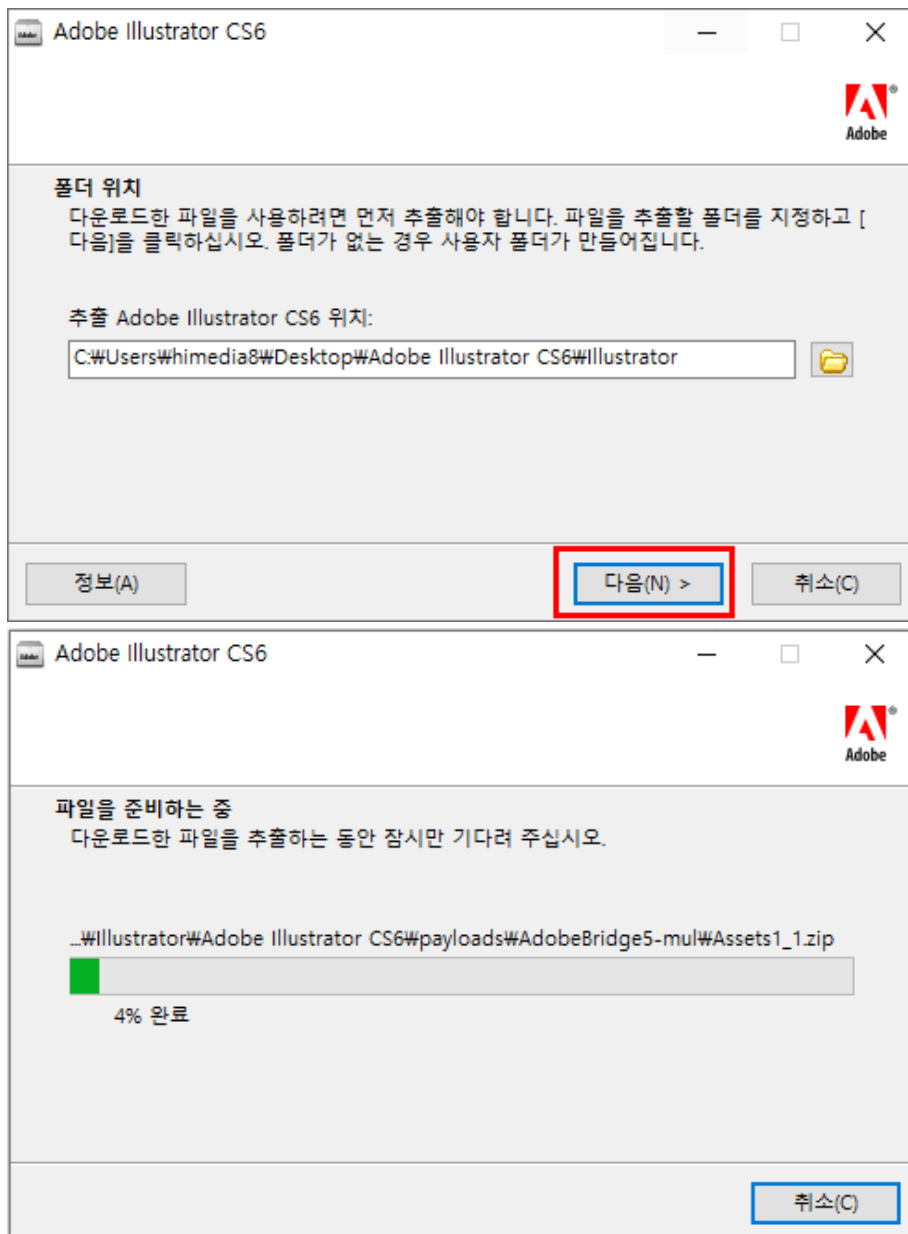 Adobe Illustrator CS6
Adobe
폴더 위치
다운로드한 파일을 사용하려면 먼저 추출해야 합니다. 파일을 추출할 폴더를 지정하고 [
다음]을 클릭하십시오. 폴더가 없는 경우 사용자 폴더가 만들어집니다.
추출 Adobe Illustrator CS6 위치:
C:₩Users₩himedia8₩Desktop₩Adobe Illustrator CS6₩Illustrator
정보(A) 다음(N) > 취소(C)
Adobe Illustrator CS6
Adobe
파일을 준비하는 중
다운로드한 파일을 추출하는 동안 잠시만 기다려 주십시오.
...₩Illustrator₩Adobe Illustrator CS6₩payloads₩AdobeBridge5-mul₩Assets1_1.zip
4% 완료
취소(C)